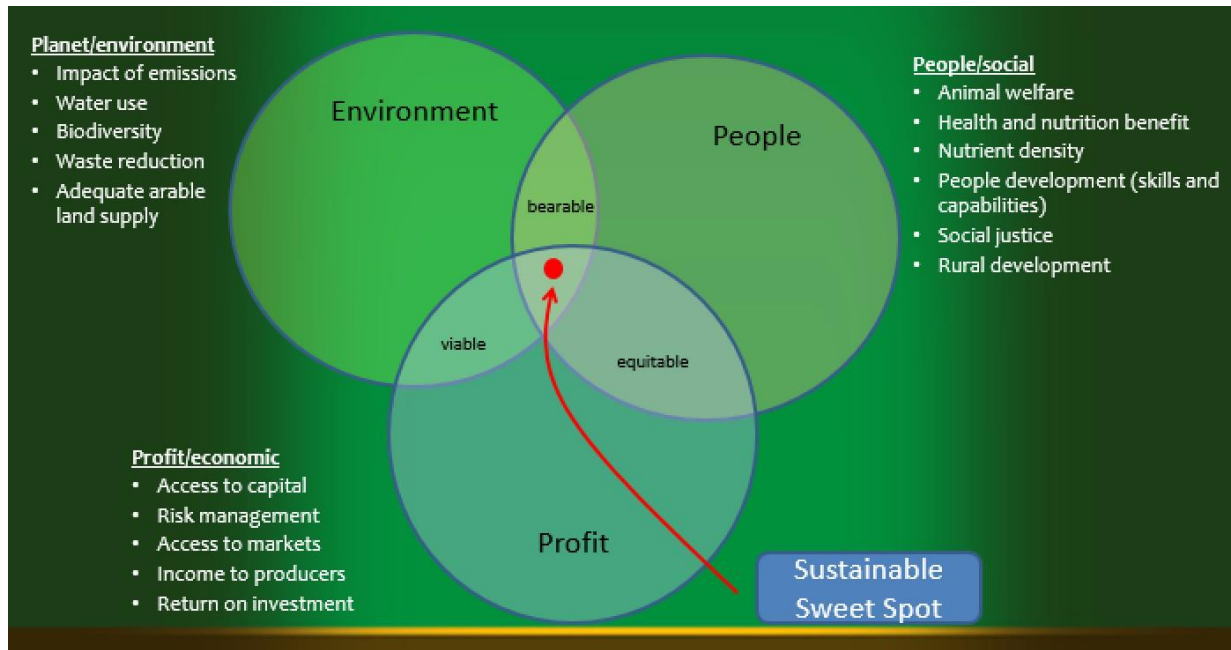 Planet/environment
• Impact of emissions
• Water use
• Biodiversity
• Waste reduction
• Adequate arable
land supply
Environment
People
People/social
• Animal welfare
• Health and nutrition benefit
• Nutrient density
• People development (skills and
capabilities)
• Social justice
• Rural development
bearable
viable
equitable
Profit/economic
• Access to capital
• Risk management
• Access to markets
• Income to producers
• Return on investment
Profit
Sustainable
Sweet Spot